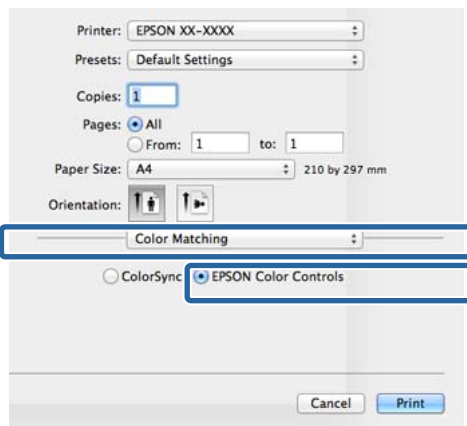 Printer: EPSON XX-XXXX
Presets: Default Settings
Copies: 1
Pages: All
From: 1 to: 1
Paper Size: A4 210 by 297 mm
Orientation:
Color Matching
ColorSync EPSON Color Controls
Cancel Print